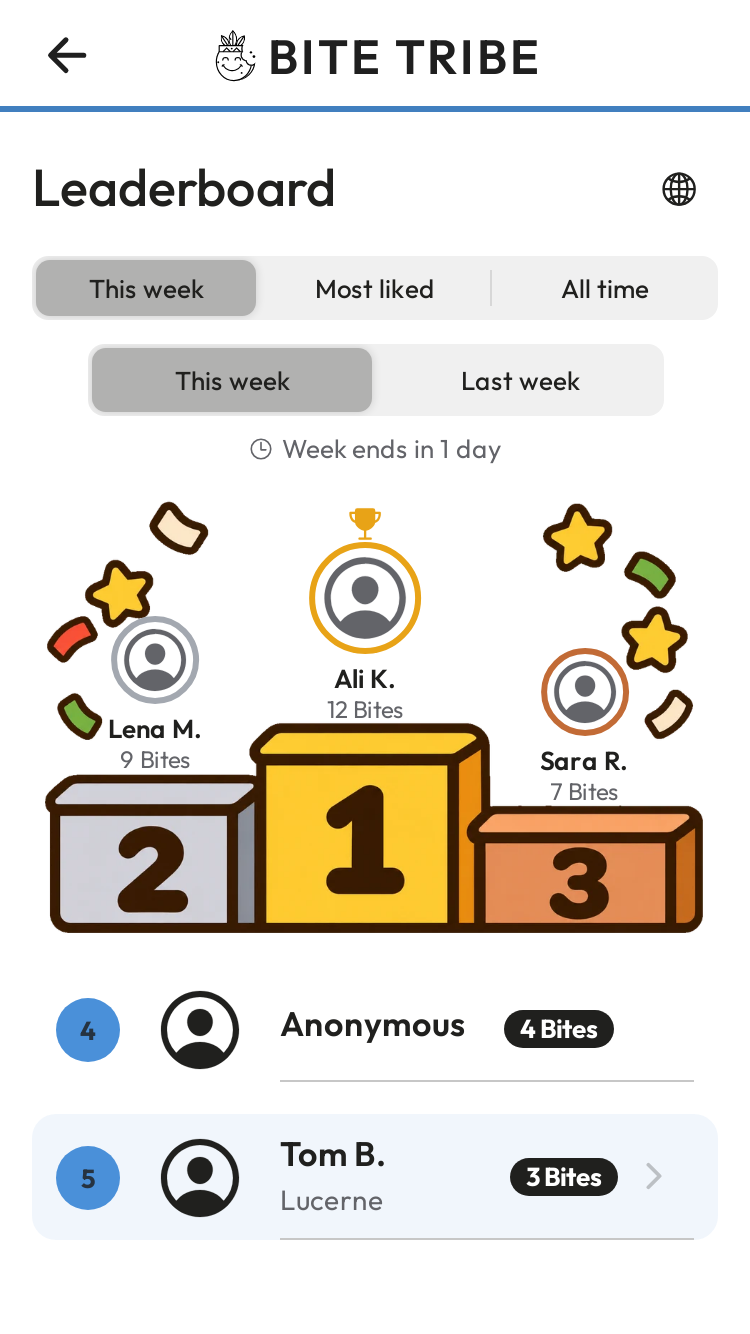 BITE TRIBE
Leaderboard
This week
Most liked
All time
This week
Last week
Week ends in 1 day
Ali K.
12 Bites
Lena M.
9 Bites
Sara R.
7 Bites
1
2
3
4
Anonymous
4 Bites
5
Tom B.
3 Bites
Lucerne